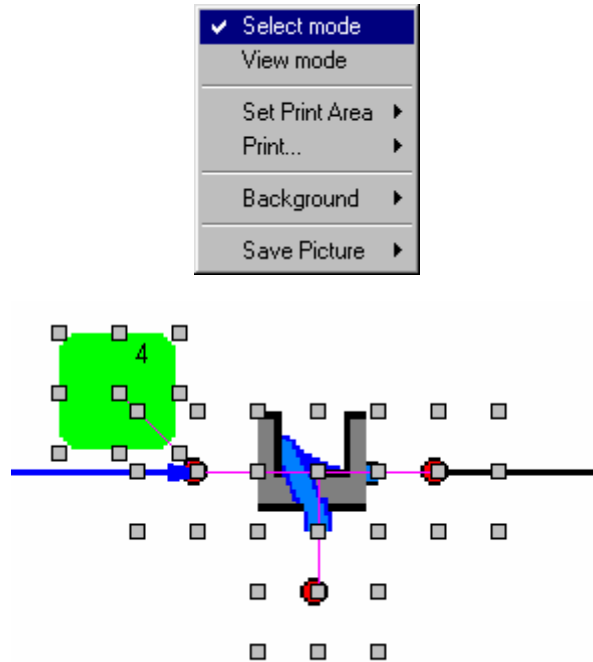 Select mode
View mode
Set Print Area
Print...
Background
Save Picture
4